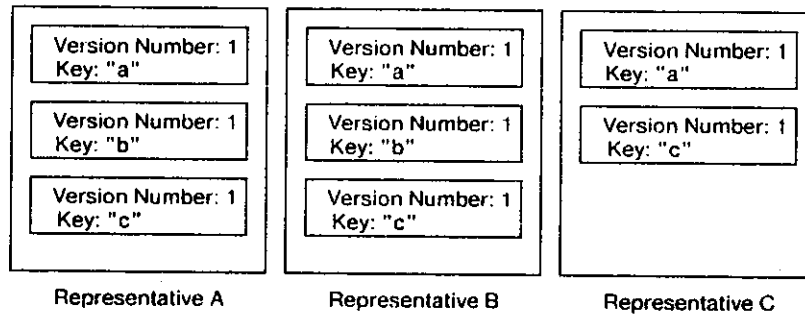 Version Number: 1
Key: "a"
Version Number: 1
Key: "b"
Version Number: 1
Key: "c"
Representative A
Version Number: 1
Key: "a"
Version Number: 1
Key: "b"
Version Number: 1
Key: "c"
Representative B
Version Number: 1
Key: "a"
Version Number: 1
Key: "c"
Representative C